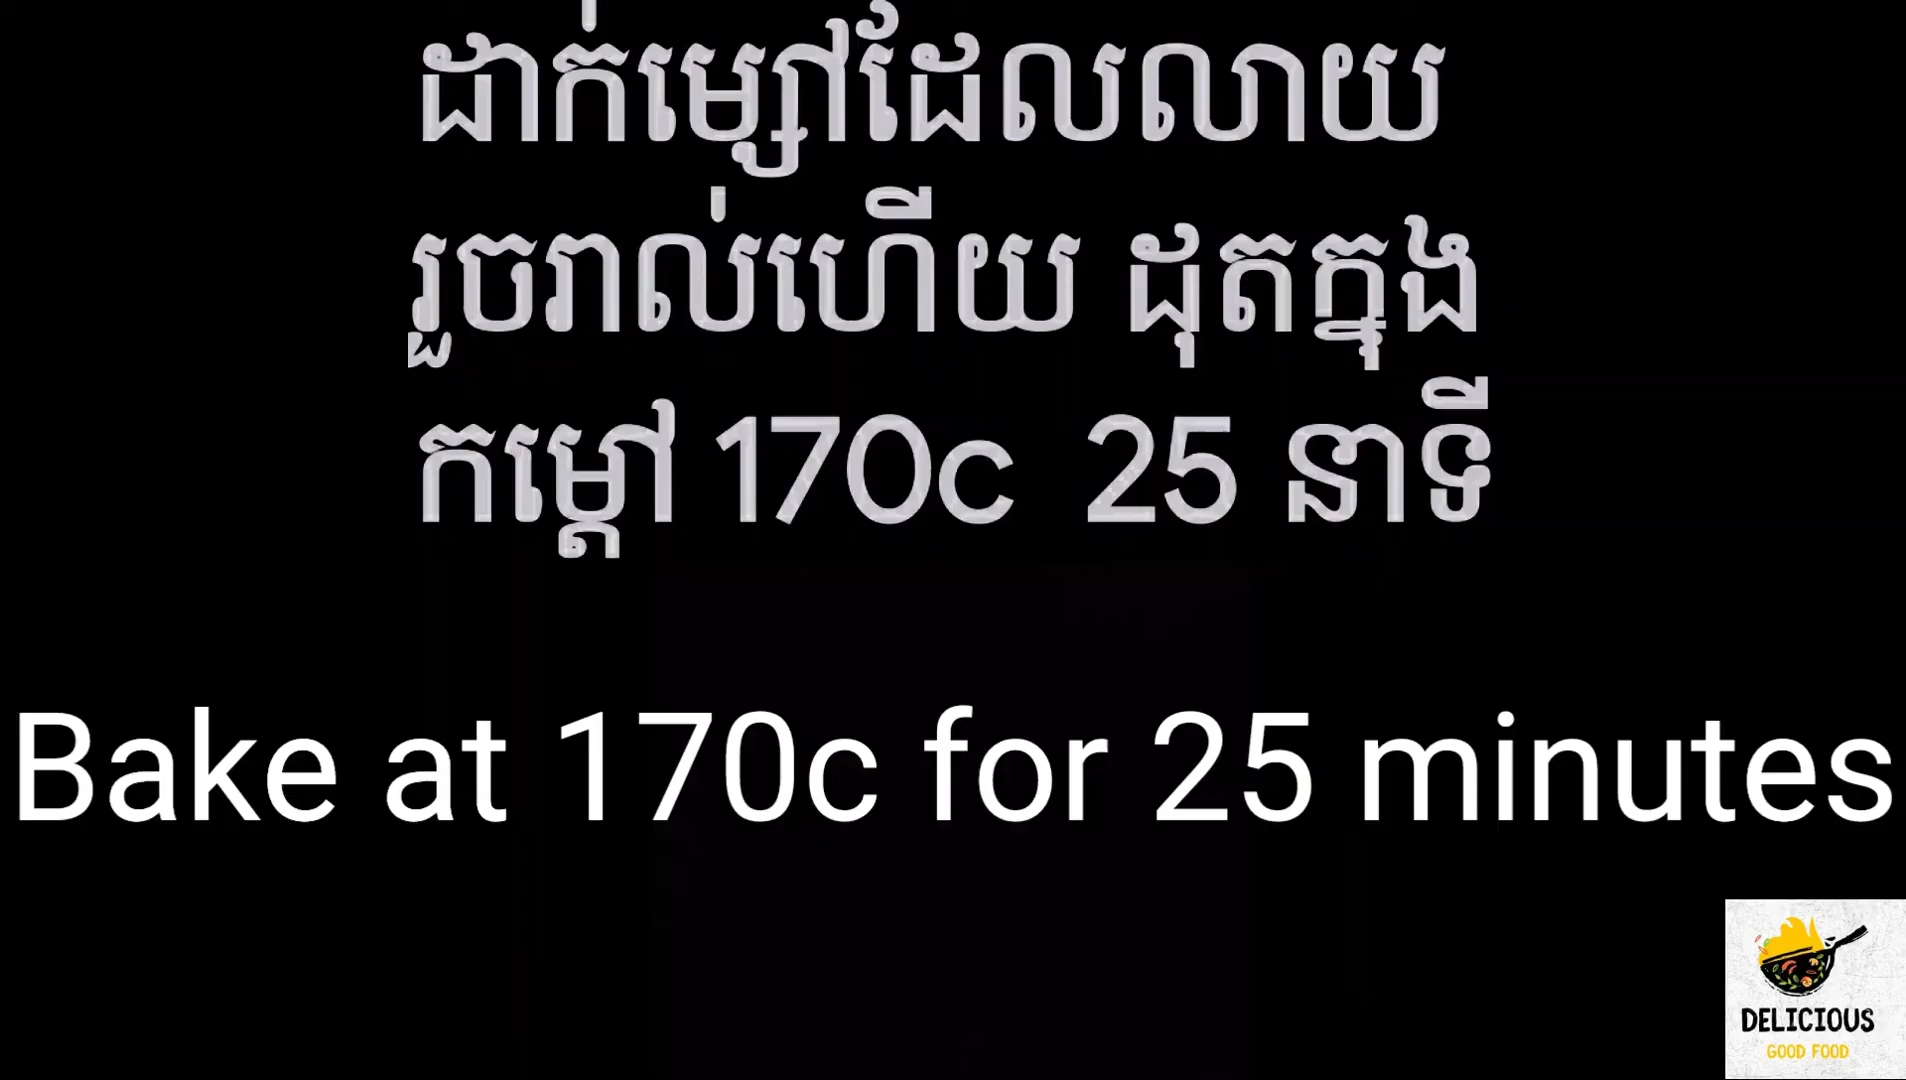 ដាក់ម្សៅដែលលាយ
រួចរាល់ហើយ ដុតក្នុង
កម្ដៅ 170c 25 នាទី
Bake at 170c for 25 minutes
DELICIOUS
GOOD FOOD